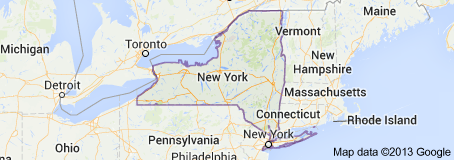 Maine
Vermont
Michigan
Toronto
New York
New
Hampshire
Detroit
Massachusetts
Connecticut
Rhode Island
Pennsylvania
New York
Ohio
Philadelphia
Map data ©2013 Google